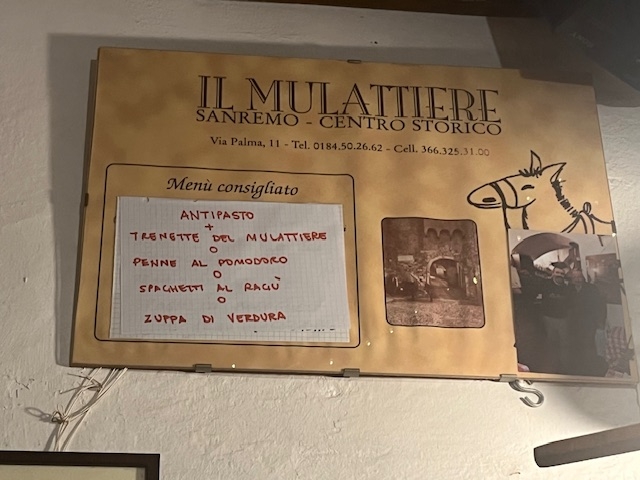 IL MULATTIERE
SANREMO - CENTRO STORICO
Via Palma, 11 - Tel. 0184.50.26.62 - Cell. 366.325.31.00
Menù consigliato
ANTIPASTO
+
TRENETTE DEL MULATTIERE
O
PENNE AL POMODORO
O
SPAGHETTI AL RAGÙ
O
ZUPPA DI VERDURA